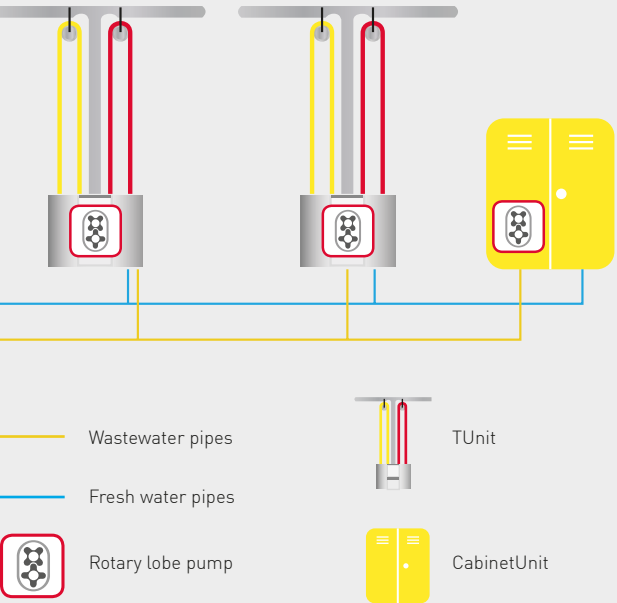 Wastewater pipes
TUnit
Fresh water pipes
Rotary lobe pump
CabinetUnit